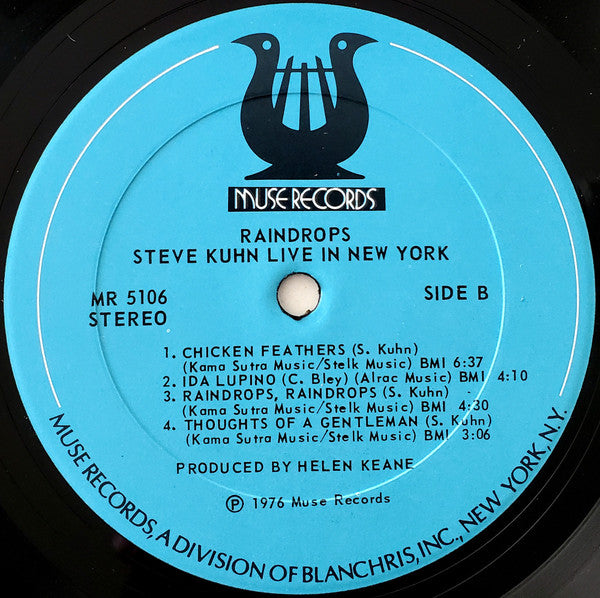 MUSE RECORDS
RAINDROPS
STEVE KUHN LIVE IN NEW YORK
MR 5106
STEREO
SIDE B
1. CHICKEN FEATHERS (S. Kuhn)
(Kama Sutra Music/Stelk Music) BMI 6:37
2. IDA LUPINO (C. Bley) (Alrac Music) BMI 4:10
3. RAINDROPS, RAINDROPS (S. Kuhn)
(Kama Sutra Music/Stelk Music) BMI 4:30
4. THOUGHTS OF A GENTLEMAN (S. Kuhn)
(Kama Sutra Music/Stelk Music) BMI 3:06
PRODUCED BY HELEN KEANE
℗ 1976 Muse Records
MUSE RECORDS, A DIVISION OF BLANCHRIS, INC., NEW YORK, N.Y.